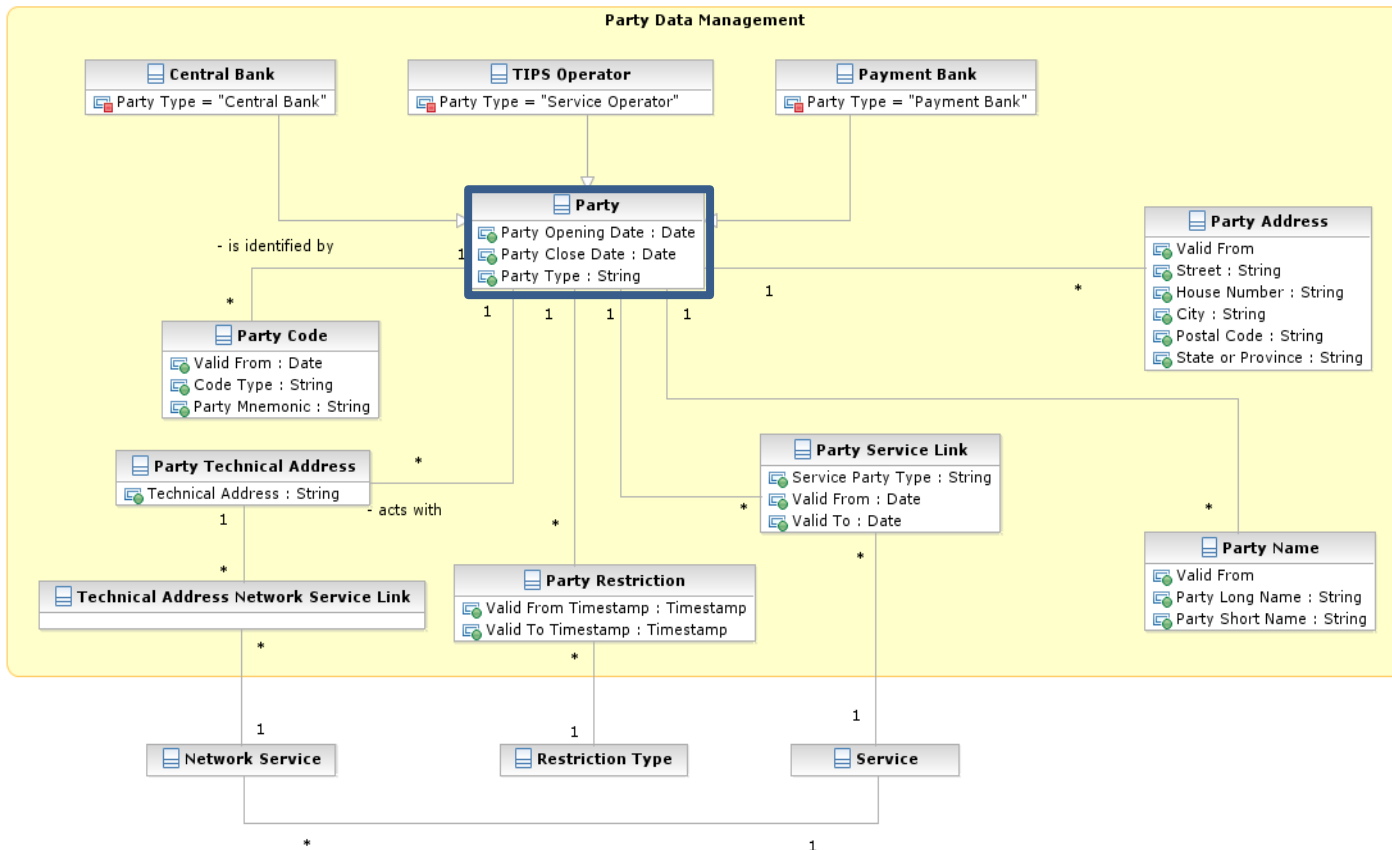 Party Data Management
Central Bank
Party Type = "Central Bank"
TIPS Operator
Party Type = "Service Operator"
Payment Bank
Party Type = "Payment Bank"
Party
Party Opening Date : Date
Party Close Date : Date
Party Type : String
Party Address
Valid From
Street : String
House Number : String
City : String
Postal Code : String
State or Province : String
- is identified by
1
*
1
*
1
1
1
1
Party Code
Valid From : Date
Code Type : String
Party Mnemonic : String
Party Technical Address
Technical Address : String
*
- acts with
1
*
Party Service Link
Service Party Type : String
Valid From : Date
Valid To : Date
*
*
*
*
Party Name
Valid From
Party Long Name : String
Party Short Name : String
Technical Address Network Service Link
Party Restriction
Valid From Timestamp : Timestamp
Valid To Timestamp : Timestamp
*
*
1
1
1
Network Service
Restriction Type
Service
*
1